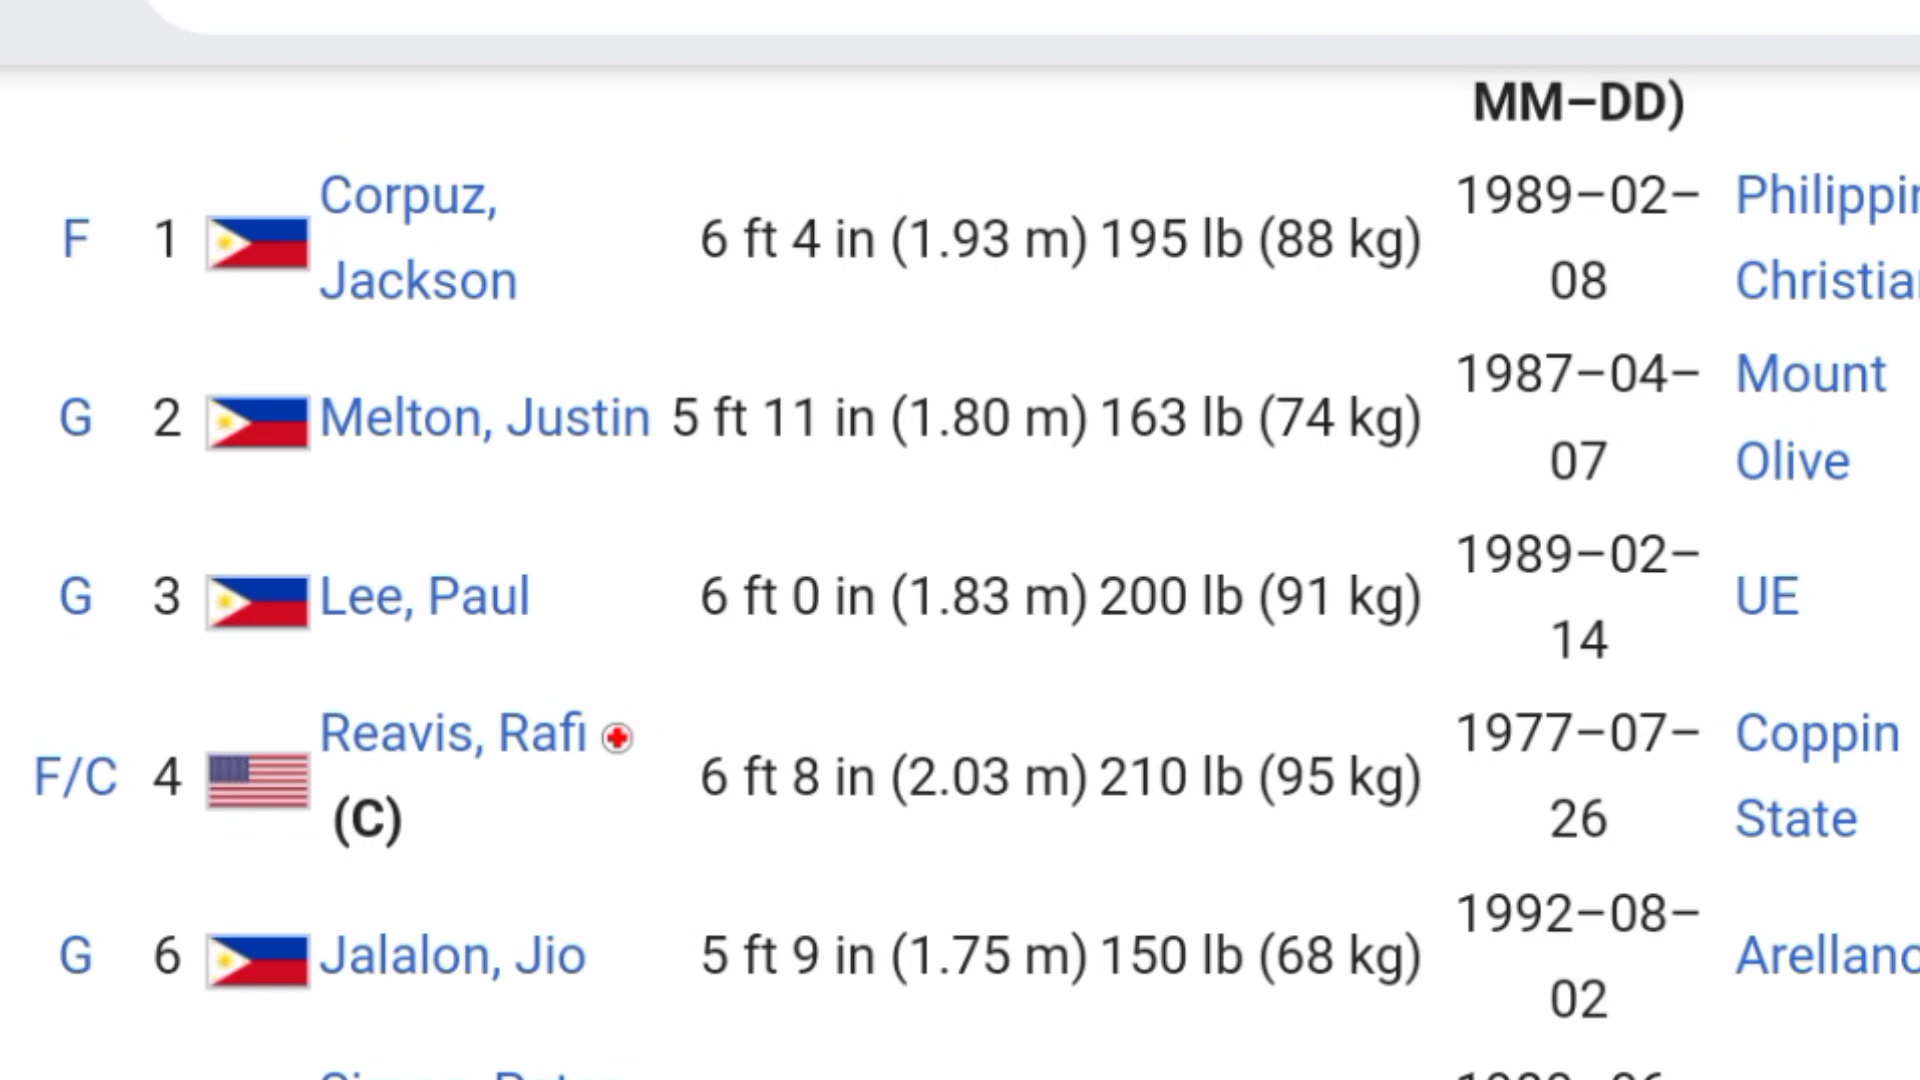 MM–DD)
F 1 Corpuz, Jackson 6 ft 4 in (1.93 m) 195 lb (88 kg) 1989–02–08
G 2 Melton, Justin 5 ft 11 in (1.80 m) 163 lb (74 kg) 1987–04–07 Mount Olive
G 3 Lee, Paul 6 ft 0 in (1.83 m) 200 lb (91 kg) 1989–02–14 UE
F/C 4 Reavis, Rafi (C) 6 ft 8 in (2.03 m) 210 lb (95 kg) 1977–07–26 Coppin State
G 6 Jalalon, Jio 5 ft 9 in (1.75 m) 150 lb (68 kg) 1992–08–02 Arellano